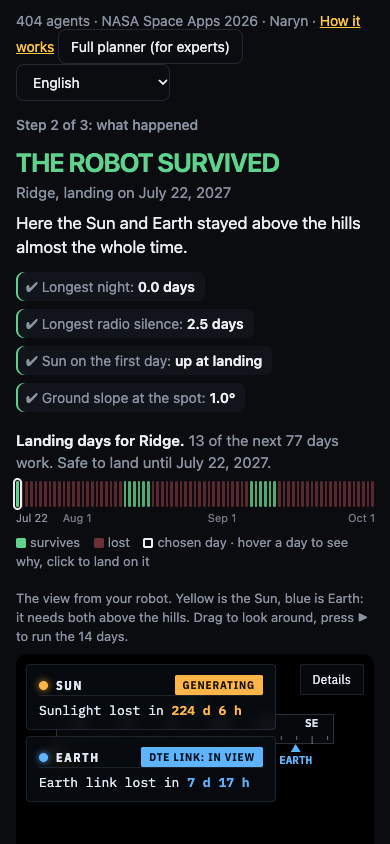 404 agents · NASA Space Apps 2026 · Naryn · How it
works Full planner (for experts)
English
Step 2 of 3: what happened
THE ROBOT SURVIVED
Ridge, landing on July 22, 2027
Here the Sun and Earth stayed above the hills
almost the whole time.
✔ Longest night: 0.0 days
✔ Longest radio silence: 2.5 days
✔ Sun on the first day: up at landing
✔ Ground slope at the spot: 1.0°
Landing days for Ridge. 13 of the next 77 days
work. Safe to land until July 22, 2027.
Jul 22 Aug 1 Sep 1 Oct 1
survives lost chosen day · hover a day to see
why, click to land on it
The view from your robot. Yellow is the Sun, blue is Earth:
it needs both above the hills. Drag to look around, press ▶
to run the 14 days.
SUN GENERATING Details
Sunlight lost in 224 d 6 h
SE
EARTH DTE LINK: IN VIEW EARTH
Earth link lost in 7 d 17 h